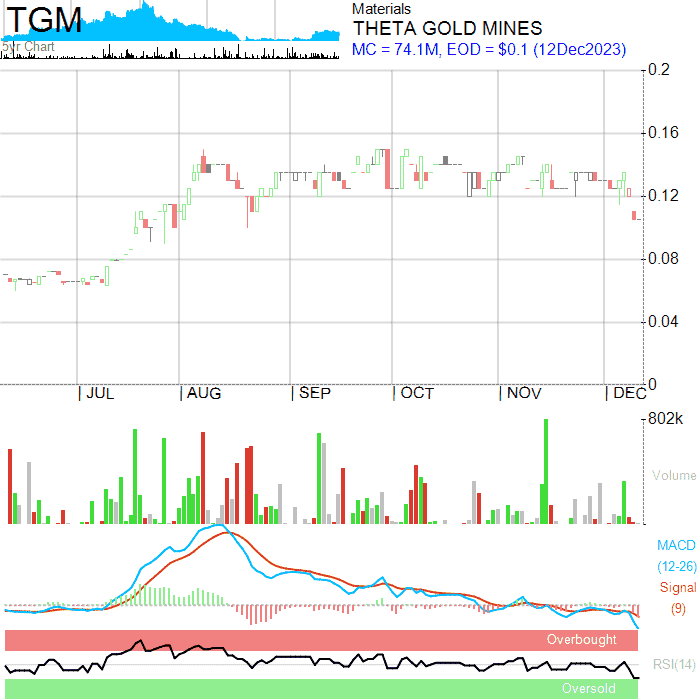 TGM
5yr Chart
Materials
THETA GOLD MINES
MC = 74.1M, EOD = $0.1 (12Dec2023)
0.2
0.16
0.12
0.08
0.04
0
JUL
AUG
SEP
OCT
NOV
DEC
802k
Volume
MACD
(12-26)
Signal
(9)
Overbought
RSI(14)
Oversold